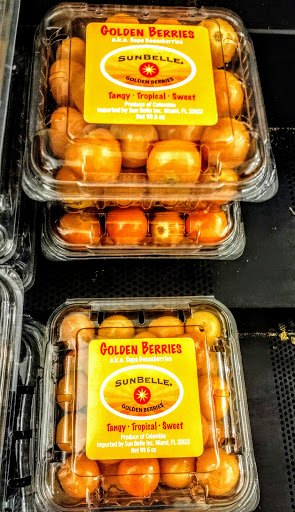 GOLDEN BERRIES
a.k.a. Cape Gooseberries
SUNBELLE®
GOLDEN BERRIES
Tangy · Tropical · Sweet
Produce of Colombia
Imported by Sun Belle Inc. Miami, FL 33122
Net Wt 6 oz
GOLDEN BERRIES
a.k.a. Cape Gooseberries
SUNBELLE®
GOLDEN BERRIES
Tangy · Tropical · Sweet
Produce of Colombia
Imported by Sun Belle Inc. Miami, FL 33122
Net Wt 6 oz